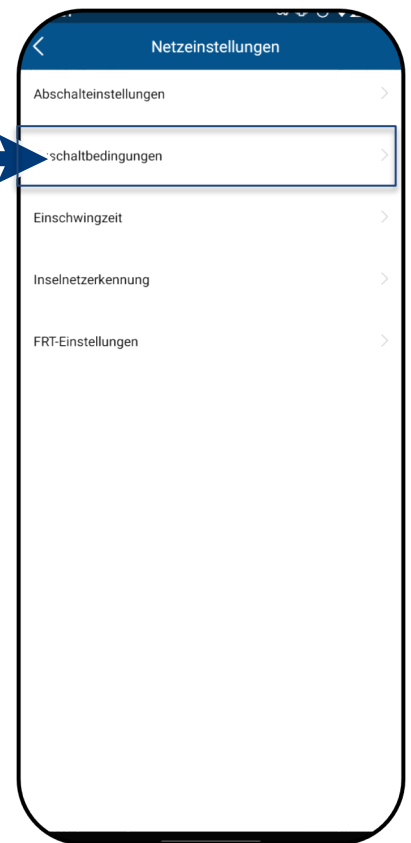 Netzeinstellungen
Abschalteinstellungen
schaltbedingungen
Einschwingzeit
Inselnetzerkennung
FRT-Einstellungen